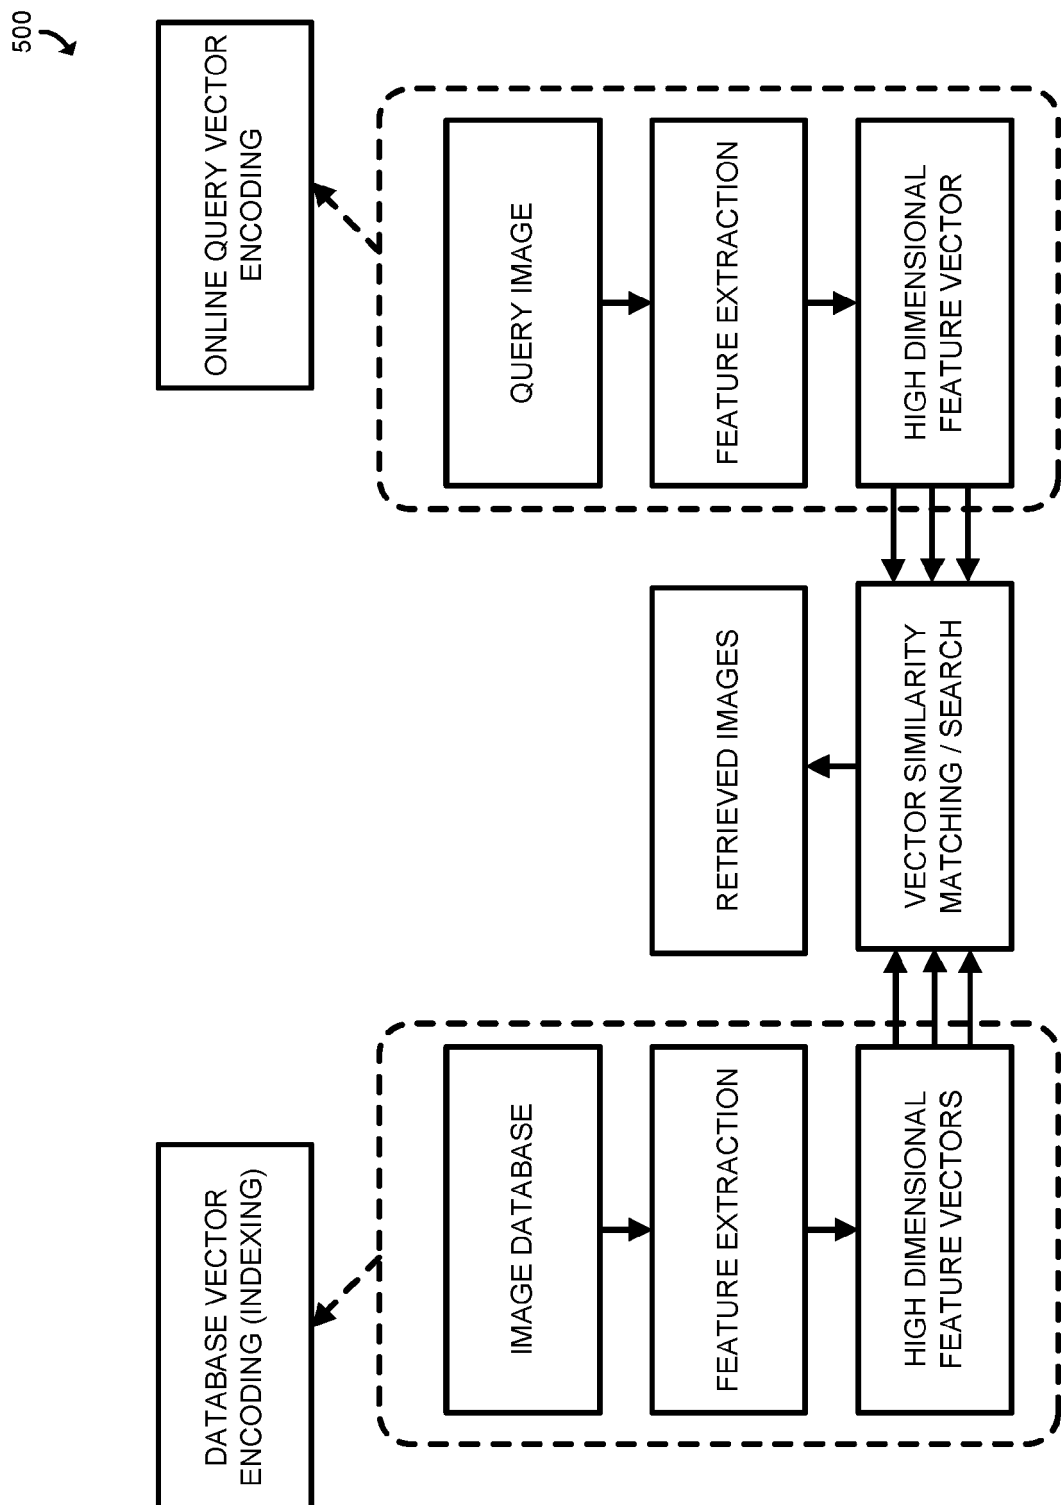 500
DATABASE VECTOR
ENCODING (INDEXING)
ONLINE QUERY VECTOR
ENCODING
IMAGE DATABASE
FEATURE EXTRACTION
HIGH DIMENSIONAL
FEATURE VECTORS
RETRIEVED IMAGES
VECTOR SIMILARITY
MATCHING / SEARCH
QUERY IMAGE
FEATURE EXTRACTION
HIGH DIMENSIONAL
FEATURE VECTOR